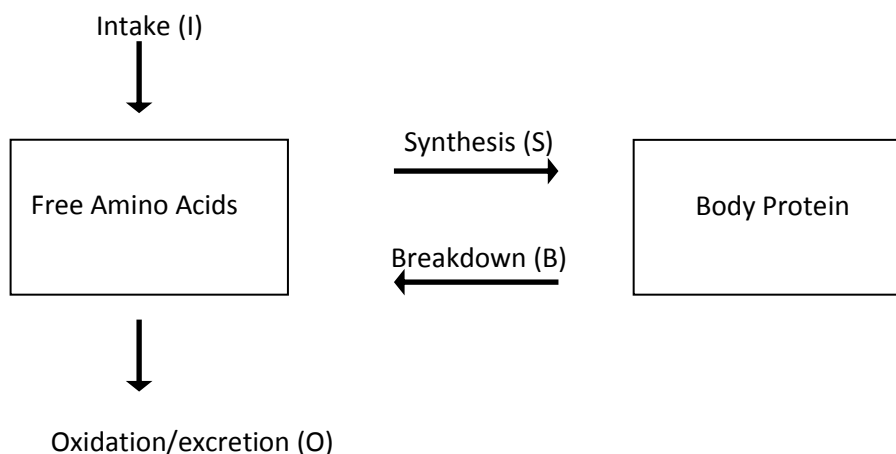 Intake (I)
Synthesis (S)
Free Amino Acids
Body Protein
Breakdown (B)
Oxidation/excretion (O)